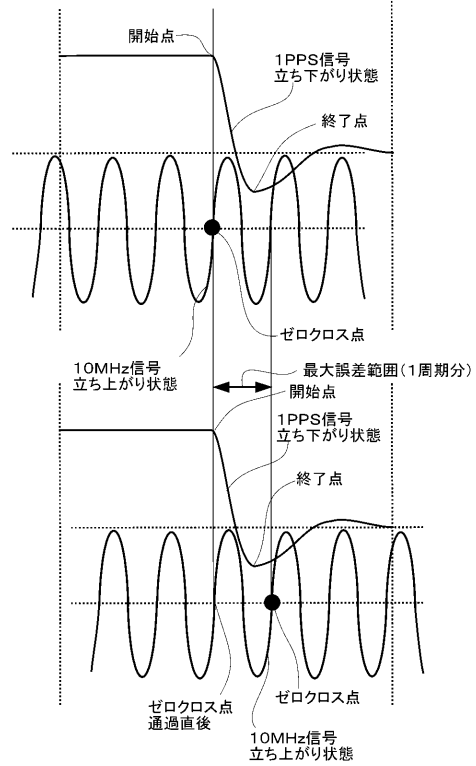 開始点
1PPS信号
立ち下がり状態
終了点
ゼロクロス点
10MHz信号
立ち上がり状態
最大誤差範囲(1周期分)
開始点
1PPS信号
立ち下がり状態
終了点
ゼロクロス点
通過直後
ゼロクロス点
10MHz信号
立ち上がり状態